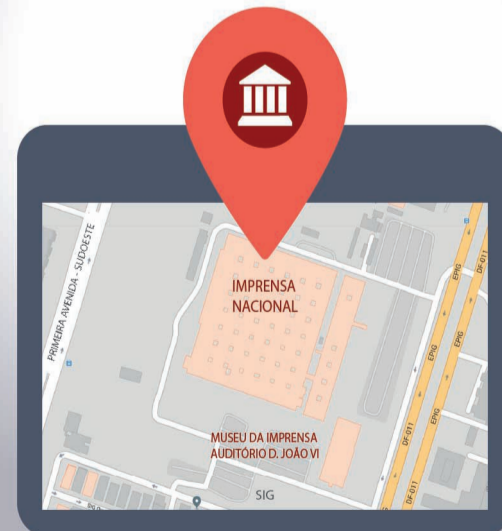 PRIMEIRA AVENIDA - SUDOESTE
IMPRENSA
NACIONAL
EPIG
DF-011
EPIG
EPIG
DF-011
MUSEU DA IMPRENSA
AUDITÓRIO D. JOÃO VI
DF-011
SIG